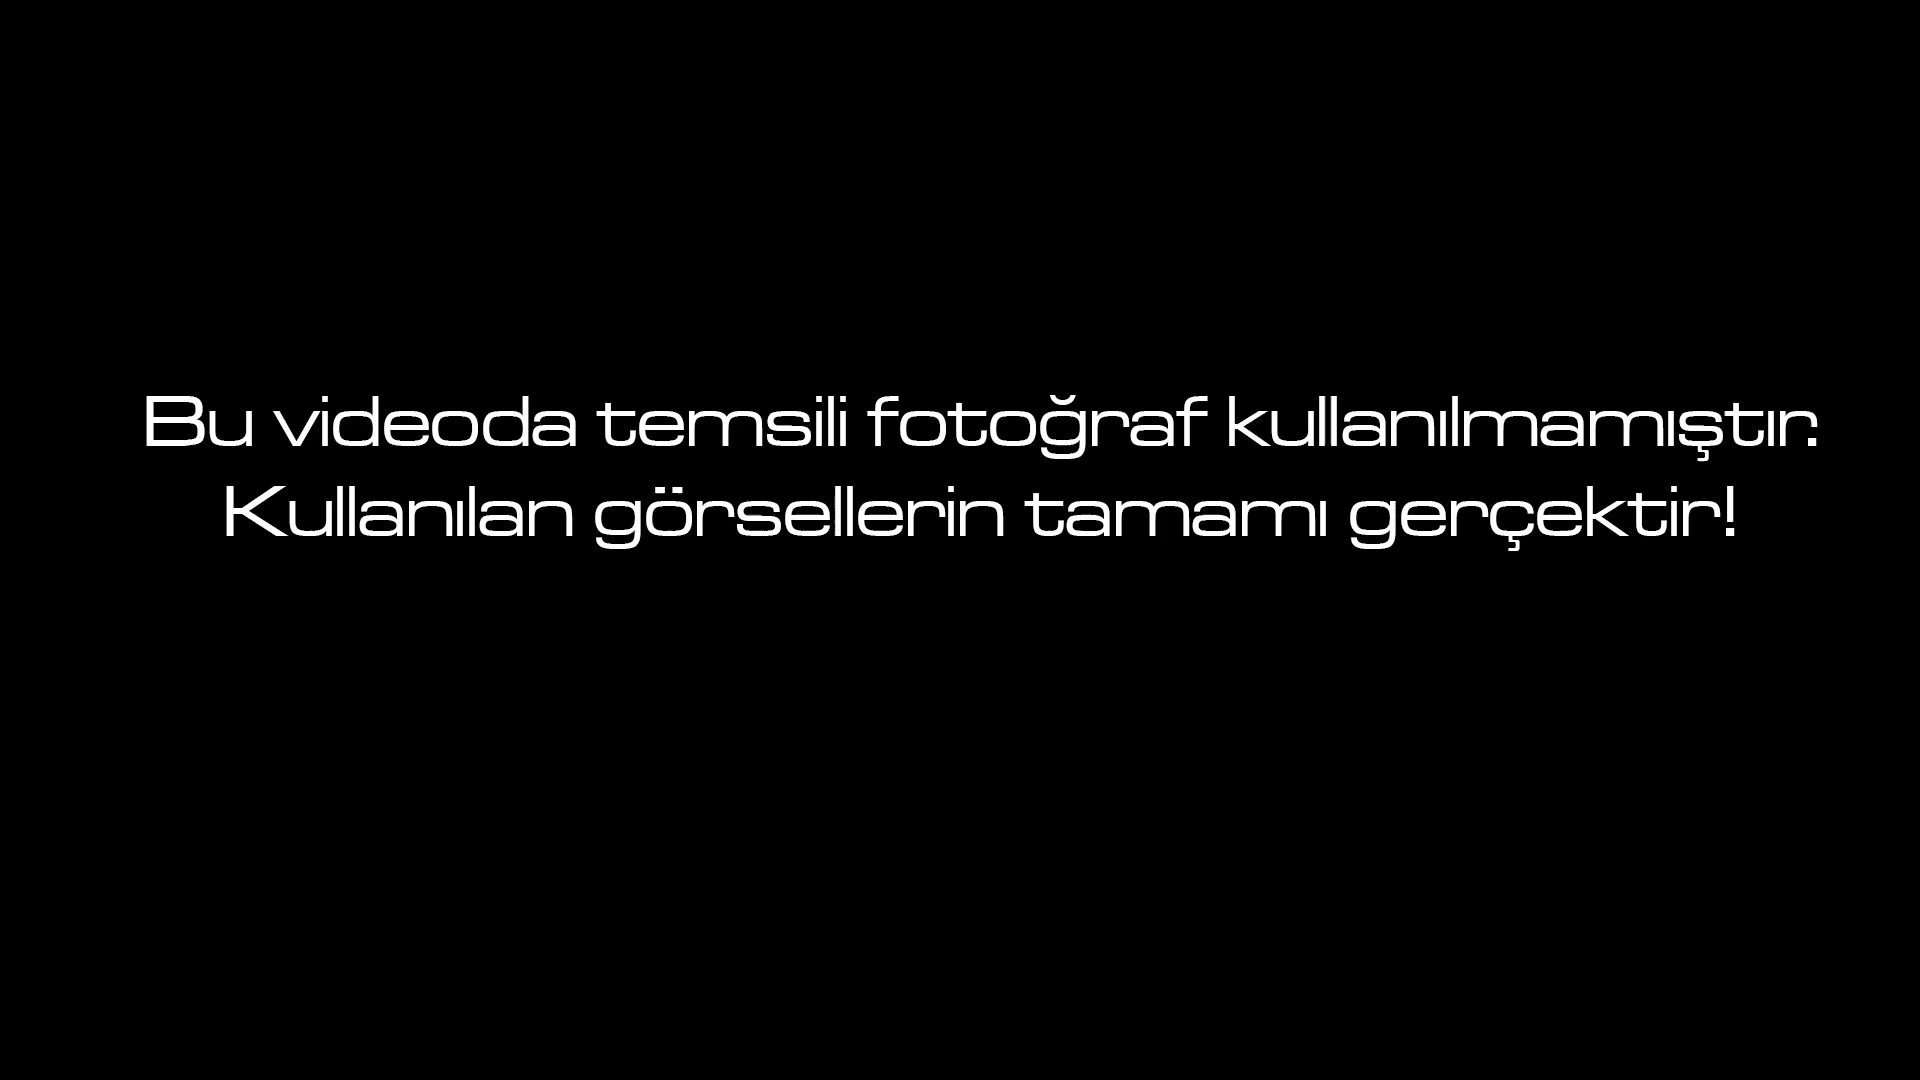 Bu videoda temsili fotoğraf kullanılmamıştır.
Kullanılan görsellerin tamamı gerçektir!